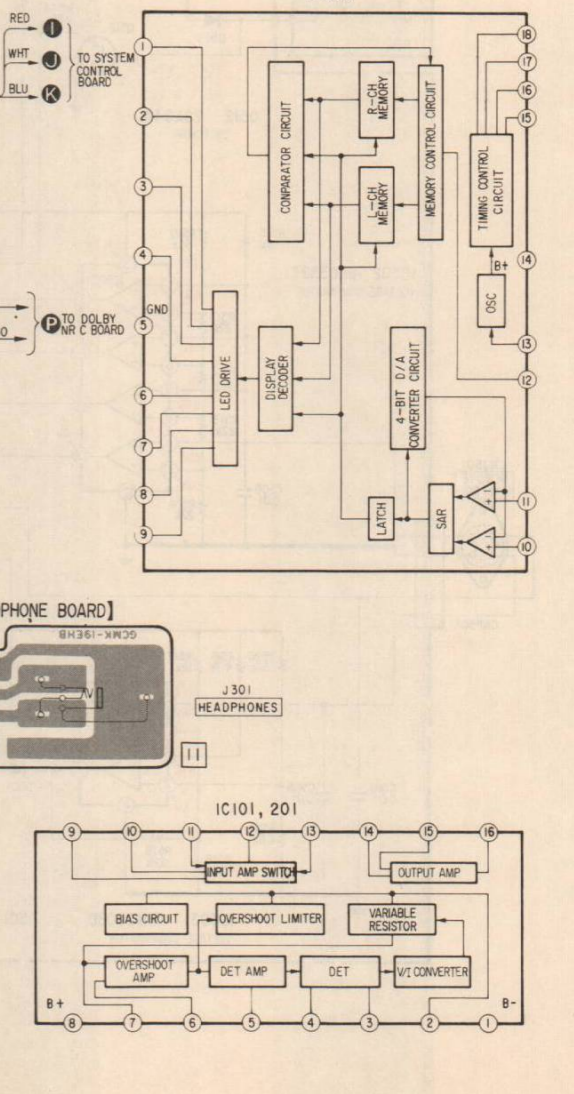 RED
I
WHT
J
BLU
K
TO SYSTEM
CONTROL
BOARD
P
TO DOLBY
NR C BOARD
O
1
2
3
4
GND
5
6
7
8
9
18
17
16
15
14
13
12
11
10
CONPARATOR CIRCUIT
R-CH
MEMORY
L-CH
MEMORY
MEMORY CONTROL CIRCUIT
TIMING CONTROL
CIRCUIT
B+
OSC
LED DRIVE
DISPLAY
DECODER
4-BIT D/A
CONVERTER CIRCUIT
LATCH
SAR
- +
- +
PHONE BOARD】
GCMK-19EHB
J301
HEADPHONES
11
IC101, 201
9 10 11 12 13 14 15 16
INPUT AMP SWITCH
OUTPUT AMP
BIAS CIRCUIT
OVERSHOOT LIMITER
VARIABLE
RESISTOR
OVERSHOOT
AMP
DET AMP
DET
V/I CONVERTER
B+
B-
8 7 6 5 4 3 2 1